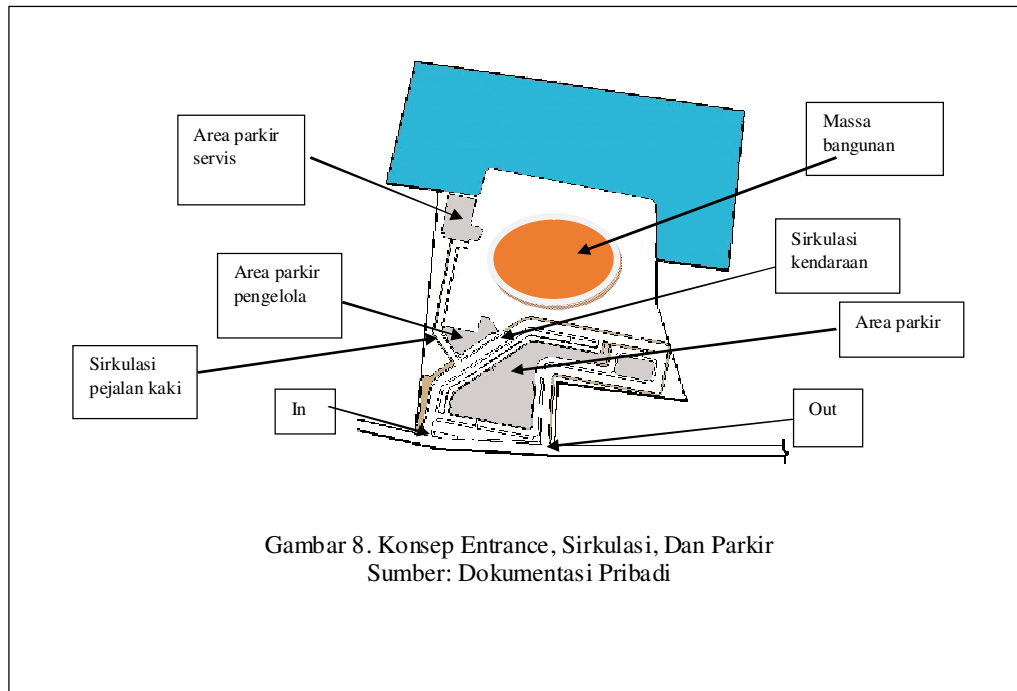 Massa
bangunan
Area parkir
servis
Sirkulasi
kendaraan
Area parkir
pengelola
Area parkir
Sirkulasi
pejalan kaki
In
Out
Gambar 8. Konsep Entrance, Sirkulasi, Dan Parkir
Sumber: Dokumentasi Pribadi